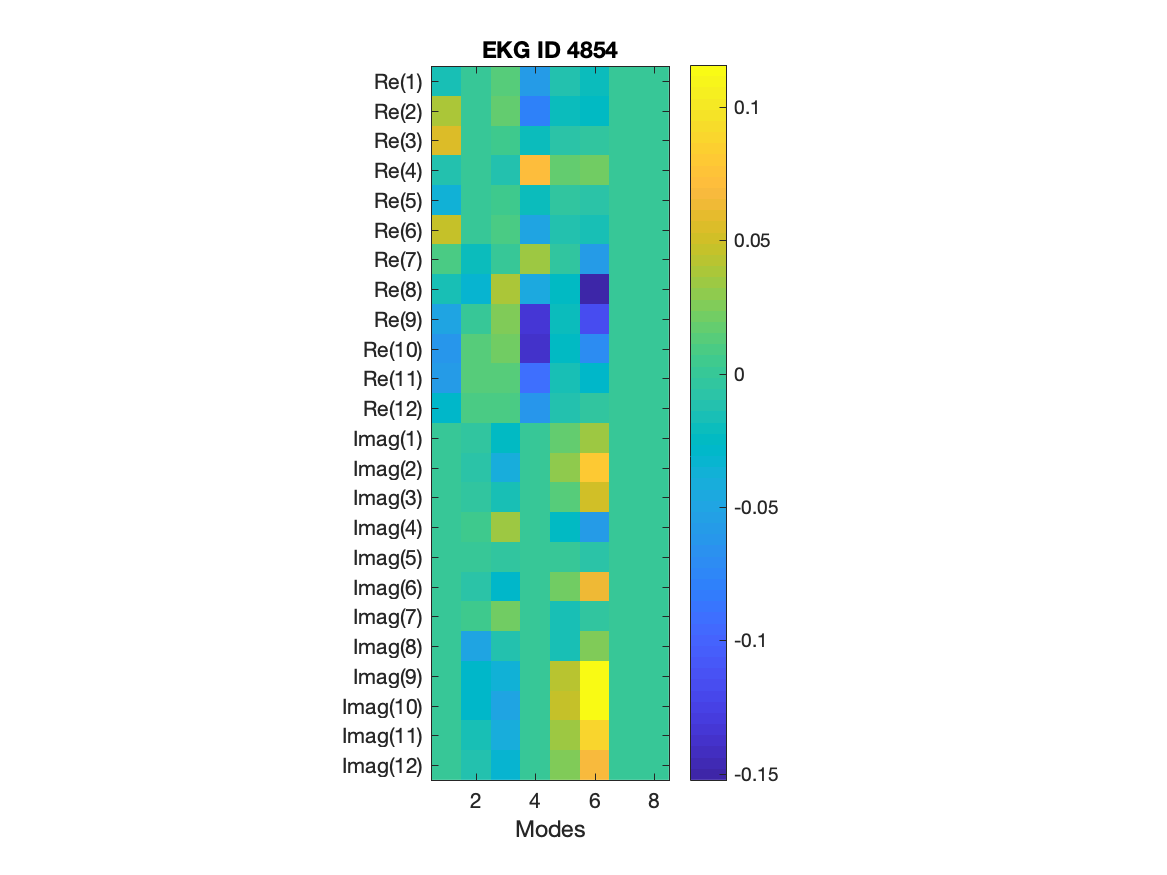 EKG ID 4854
Re(1)
Re(2)
Re(3)
Re(4)
Re(5)
Re(6)
Re(7)
Re(8)
Re(9)
Re(10)
Re(11)
Re(12)
Imag(1)
Imag(2)
Imag(3)
Imag(4)
Imag(5)
Imag(6)
Imag(7)
Imag(8)
Imag(9)
Imag(10)
Imag(11)
Imag(12)
2 4 6 8
Modes
0.1
0.05
0
-0.05
-0.1
-0.15